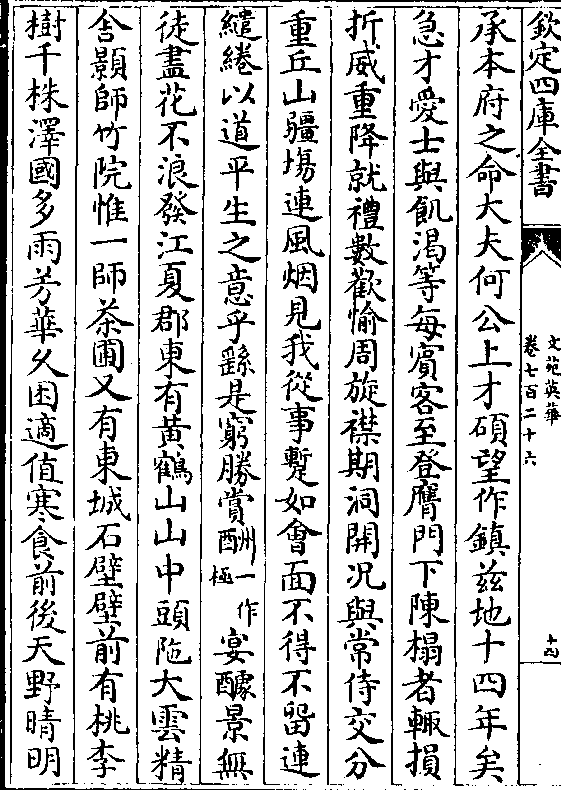 欽定四庫全書
文苑英華
卷七百二十六
十四
承本府之命大夫何公上才碩望作鎮兹地十四年矣
急才愛士與飢渴等每賓客至登膺門下陳榻者輙損
折威重降就禮數歡愉周旋襟期洞開况與常侍交分
重丘山疆塲連風烟見我從事蹔如會面不得不留連
繾綣以道平生之意乎繇是窮勝賞酬一作極宴醵景無
徒盡花不浪發江夏郡東有黄鶴山山中頭陁大雲精
舍顥師竹院惟一師茶圃又有東城石壁壁前有桃李
樹千株澤國多雨芳華久困適值寒食前後天野晴明